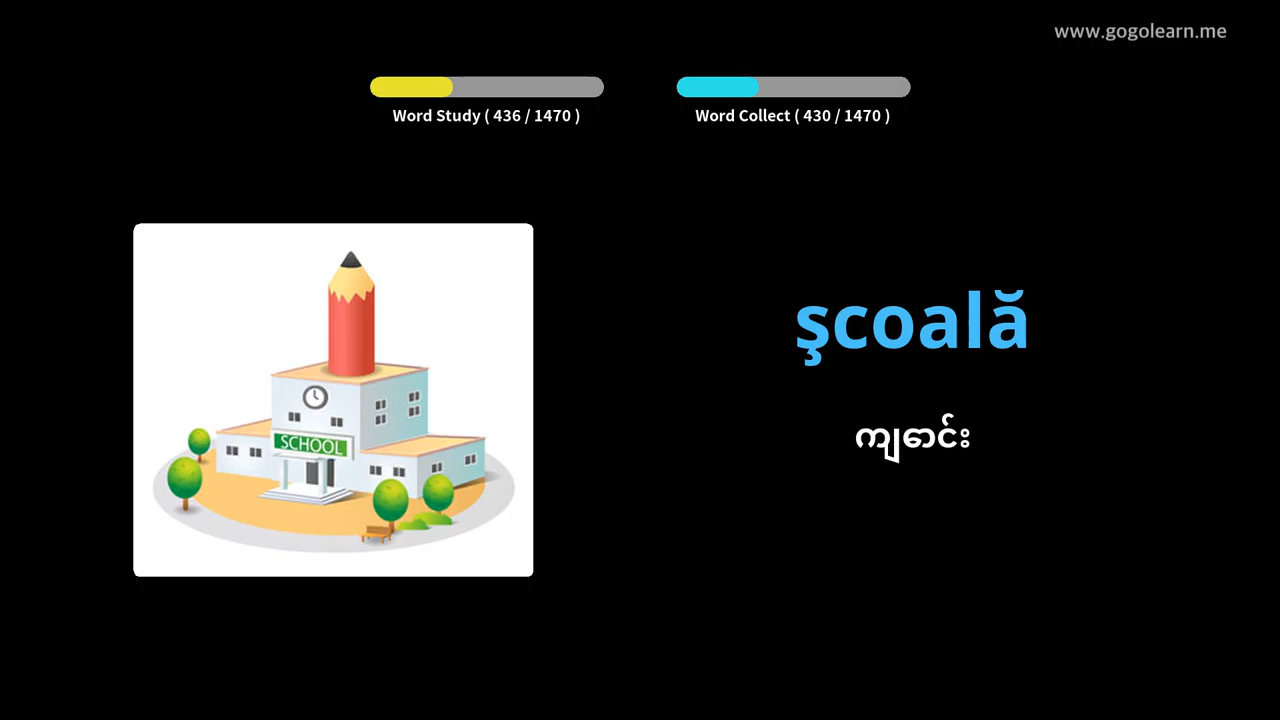 www.gogolearn.me
Word Study ( 436 / 1470 )
Word Collect ( 430 / 1470 )
SCHOOL
şcoală
ကျောင်း